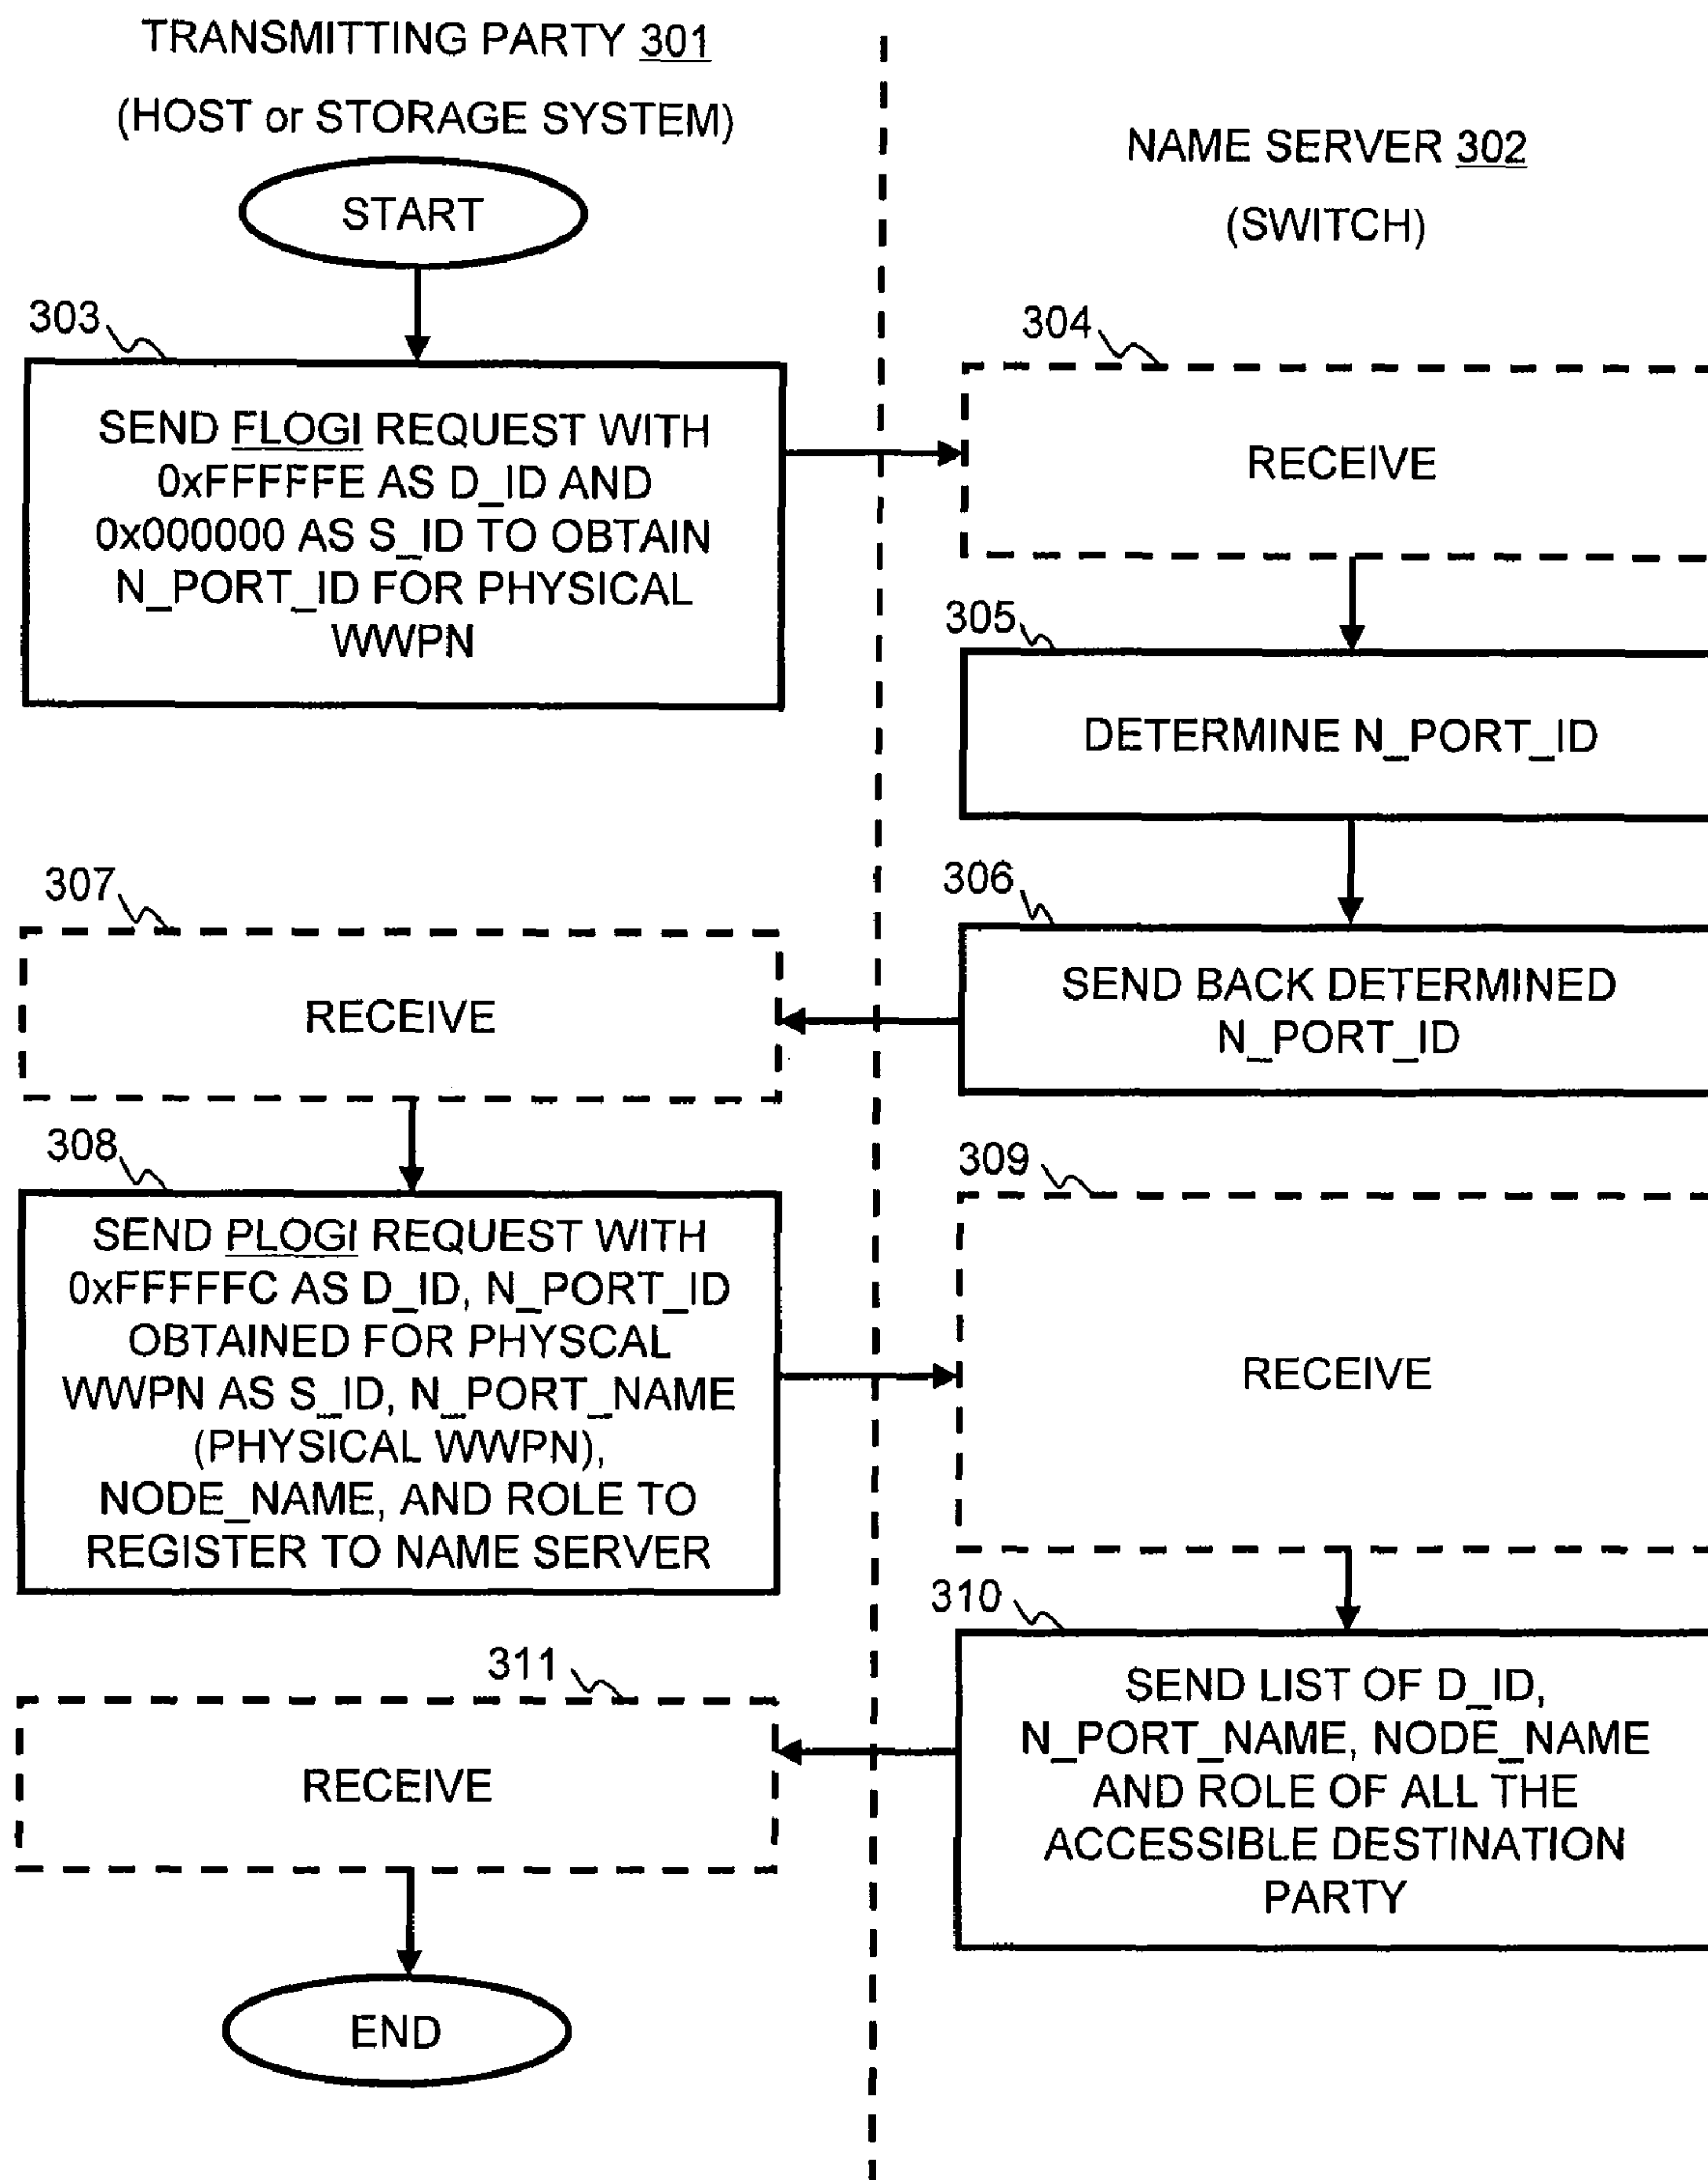 TRANSMITTING PARTY 301
(HOST or STORAGE SYSTEM)
NAME SERVER 302
(SWITCH)
START
303
SEND FLOGI REQUEST WITH
0xFFFFFE AS D_ID AND
0x000000 AS S_ID TO OBTAIN
N_PORT_ID FOR PHYSICAL
WWPN
304
RECEIVE
305
DETERMINE N_PORT_ID
306
SEND BACK DETERMINED
N_PORT_ID
307
RECEIVE
308
SEND PLOGI REQUEST WITH
0xFFFFFC AS D_ID, N_PORT_ID
OBTAINED FOR PHYSCAL
WWPN AS S_ID, N_PORT_NAME
(PHYSICAL WWPN),
NODE_NAME, AND ROLE TO
REGISTER TO NAME SERVER
309
RECEIVE
310
SEND LIST OF D_ID,
N_PORT_NAME, NODE_NAME
AND ROLE OF ALL THE
ACCESSIBLE DESTINATION
PARTY
311
RECEIVE
END